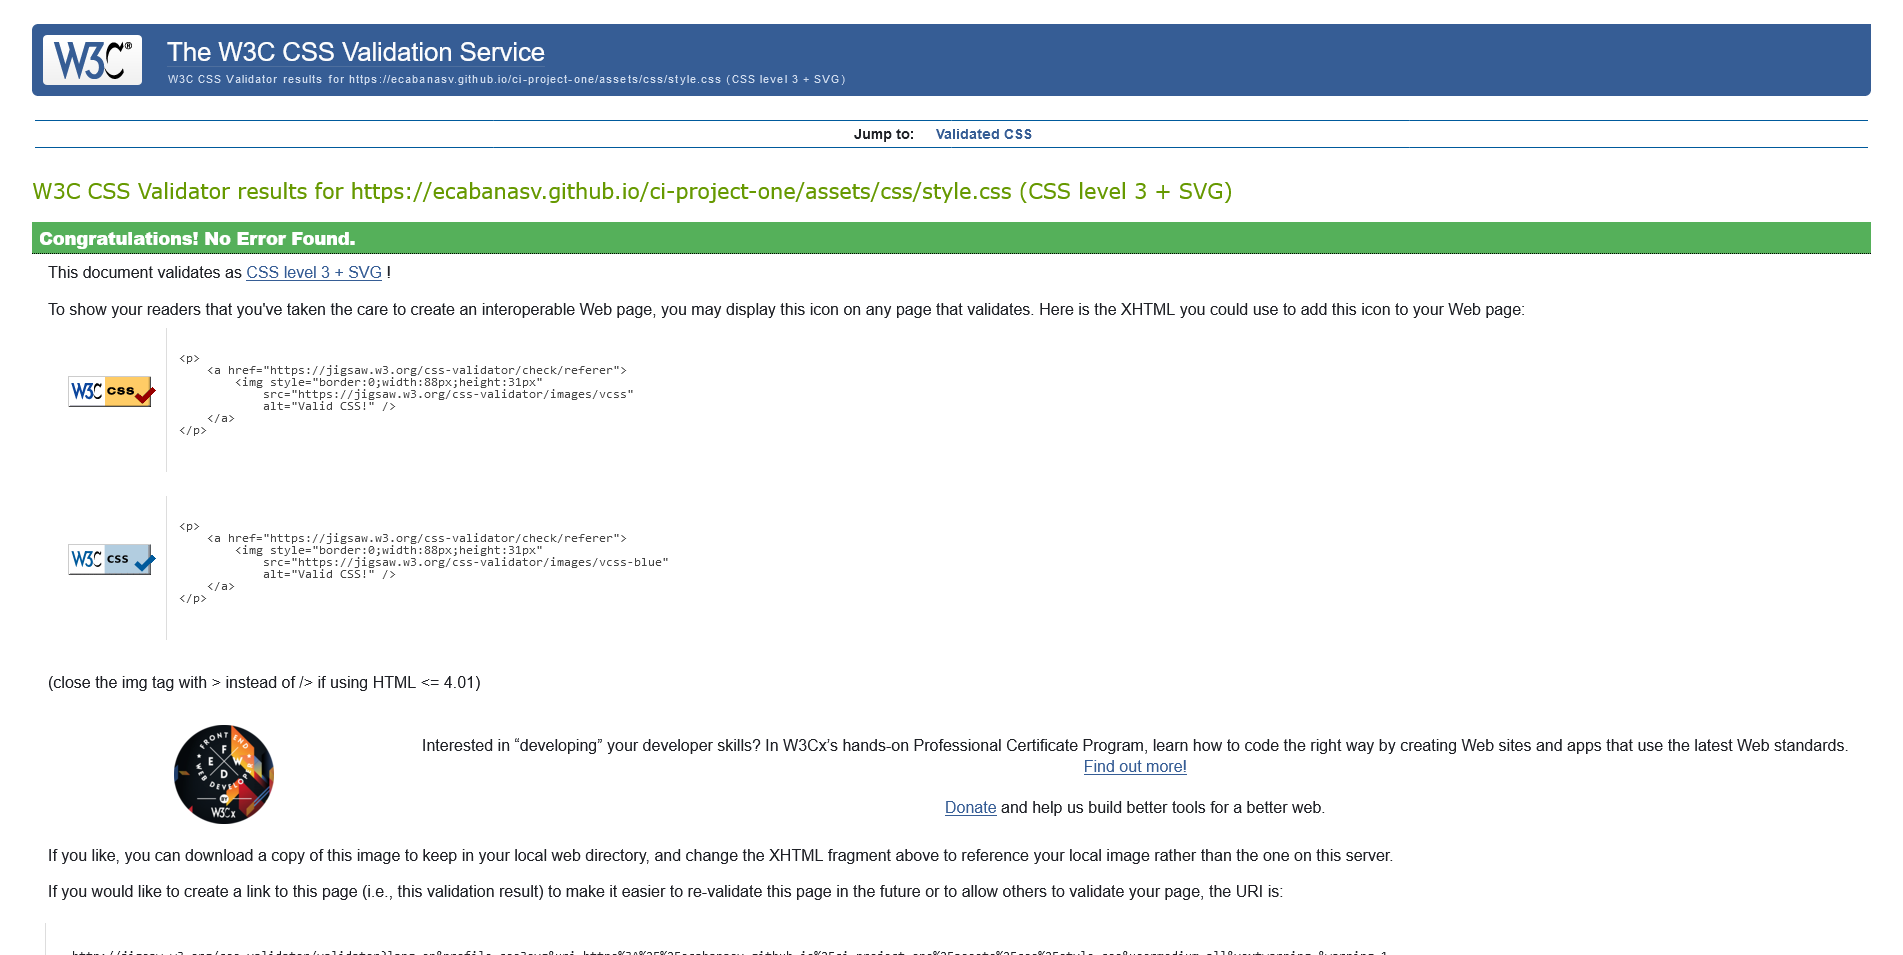 W3C®
The W3C CSS Validation Service
W3C CSS Validator results for https://ecabanasv.github.io/ci-project-one/assets/css/style.css (CSS level 3 + SVG)
Jump to: Validated CSS
W3C CSS Validator results for https://ecabanasv.github.io/ci-project-one/assets/css/style.css (CSS level 3 + SVG)
Congratulations! No Error Found.
This document validates as CSS level 3 + SVG !
To show your readers that you've taken the care to create an interoperable Web page, you may display this icon on any page that validates. Here is the XHTML you could use to add this icon to your Web page:
W3C css
<p>
    <a href="https://jigsaw.w3.org/css-validator/check/referer">
        <img style="border:0;width:88px;height:31px"
            src="https://jigsaw.w3.org/css-validator/images/vcss"
            alt="Valid CSS!" />
    </a>
</p>
W3C css
<p>
    <a href="https://jigsaw.w3.org/css-validator/check/referer">
        <img style="border:0;width:88px;height:31px"
            src="https://jigsaw.w3.org/css-validator/images/vcss-blue"
            alt="Valid CSS!" />
    </a>
</p>
(close the img tag with > instead of /> if using HTML <= 4.01)
FRONT END
F
E W
D
WEB DEVELOPER
W3Cx
Interested in “developing” your developer skills? In W3Cx’s hands-on Professional Certificate Program, learn how to code the right way by creating Web sites and apps that use the latest Web standards.
Find out more!
Donate and help us build better tools for a better web.
If you like, you can download a copy of this image to keep in your local web directory, and change the XHTML fragment above to reference your local image rather than the one on this server.
If you would like to create a link to this page (i.e., this validation result) to make it easier to re-validate this page in the future or to allow others to validate your page, the URI is: